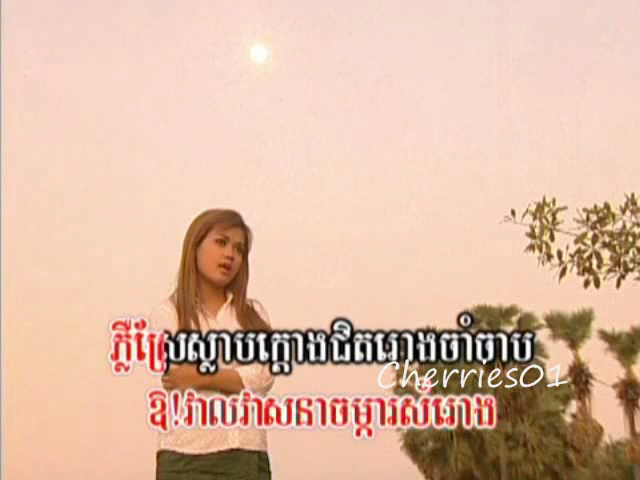 ភ្លឺស្រែស្លាបក្ដោងជិតរោងចាំចាប
Cherries01
ឱ!វាលវាសនាចម្ការសំរោង